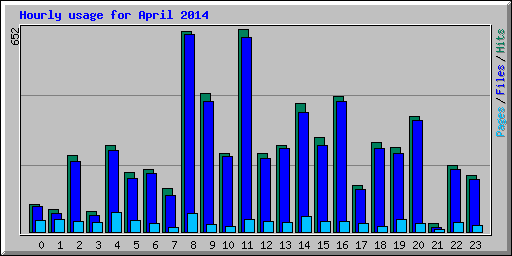 Hourly usage for April 2014
652
Pages / Files / Hits
0 1 2 3 4 5 6 7 8 9 10 11 12 13 14 15 16 17 18 19 20 21 22 23